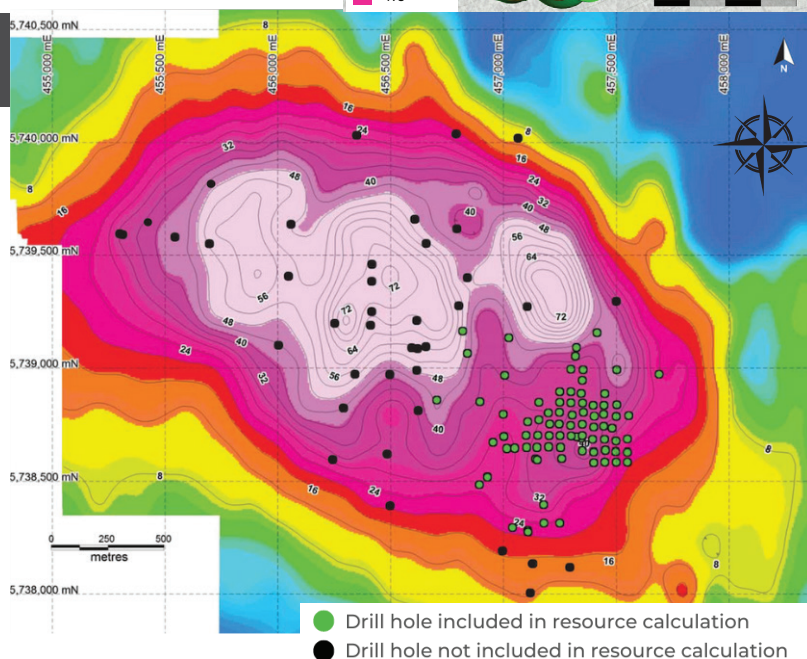 455,000 mE
455,500 mE
456,000 mE
456,500 mE
457,000 mE
457,500 mE
458,000 mE
5,740,500 mN
8
N
5,740,000 mN
16
24
8
32
16
24
48
40
32
40
48
8
16
40
56
64
5,739,500 mN
56
72
72
72
48
40
64
24
5,739,000 mN
32
56
48
40
8
5,738,500 mN
8
16
24
32
24
0
500
metres
16
8
5,738,000 mN
Drill hole included in resource calculation
Drill hole not included in resource calculation